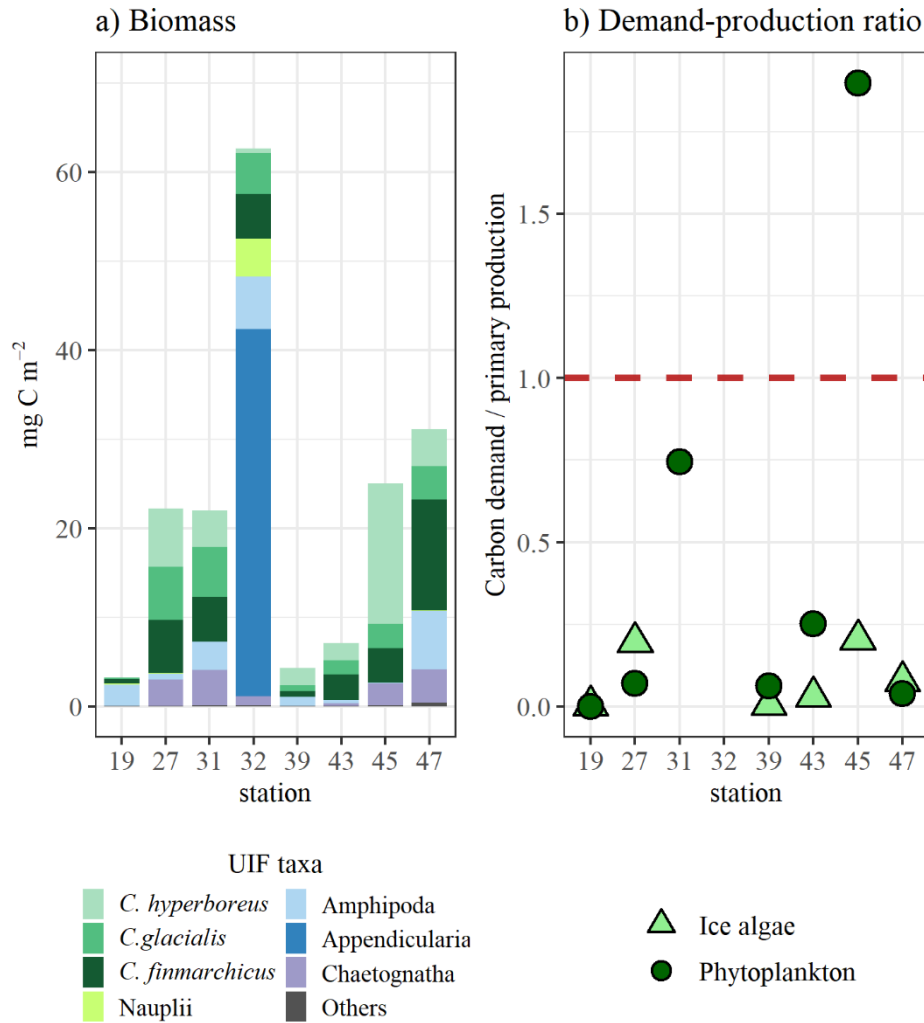 a) Biomass
b) Demand-production ratio
mg C m⁻²
60
40
20
0
19 27 31 32 39 43 45 47
station
Carbon demand / primary production
1.5
1.0
0.5
0.0
19 27 31 32 39 43 45 47
station
UIF taxa
C. hyperboreus
C.glacialis
C. finmarchicus
Nauplii
Amphipoda
Appendicularia
Chaetognatha
Others
Ice algae
Phytoplankton